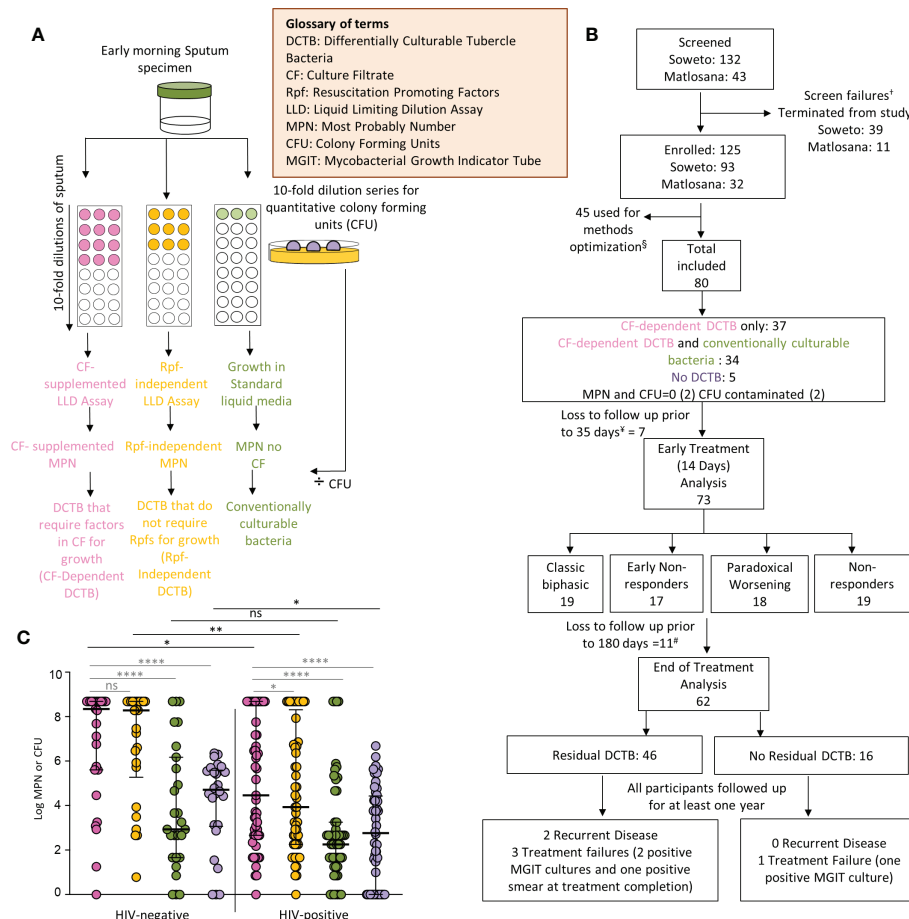 A
Early morning Sputum
specimen
Glossary of terms
DCTB: Differentially Culturable Tubercle
Bacteria
CF: Culture Filtrate
Rpf: Resuscitation Promoting Factors
LLD: Liquid Limiting Dilution Assay
MPN: Most Probably Number
CFU: Colony Forming Units
MGIT: Mycobacterial Growth Indicator Tube
10-fold dilutions of sputum
10-fold dilution series for
quantitative colony forming
units (CFU)
CF-
supplemented
LLD Assay
Rpf-
independent
LLD Assay
Growth in
Standard
liquid media
CF- supplemented
MPN
Rpf-independent
MPN
MPN no
CF
÷ CFU
DCTB that
require factors
in CF for
growth
(CF-Dependent
DCTB)
DCTB that do
not require
Rpfs for growth
(Rpf-
Independent
DCTB)
Conventionally
culturable
bacteria
B
Screened
Soweto: 132
Matlosana: 43
Screen failures†
Terminated from study
Soweto: 39
Matlosana: 11
Enrolled: 125
Soweto: 93
Matlosana: 32
45 used for
methods
optimization§
Total
included
80
CF-dependent DCTB only: 37
CF-dependent DCTB and conventionally culturable
bacteria : 34
No DCTB: 5
MPN and CFU=0 (2) CFU contaminated (2)
Loss to follow up prior
to 35 days¥ = 7
Early Treatment
(14 Days)
Analysis
73
Classic
biphasic
19
Early Non-
responders
17
Paradoxical
Worsening
18
Non-
responders
19
Loss to follow up prior
to 180 days =11#
End of Treatment
Analysis
62
Residual DCTB: 46
No Residual DCTB: 16
All participants followed up
for at least one year
2 Recurrent Disease
3 Treatment failures (2 positive
MGIT cultures and one positive
smear at treatment completion)
0 Recurrent Disease
1 Treatment Failure (one
positive MGIT culture)
C
*
ns
**
*
****
****
ns
****
****
*
Log MPN or CFU
10
8
6
4
2
0
HIV-negative
HIV-positive